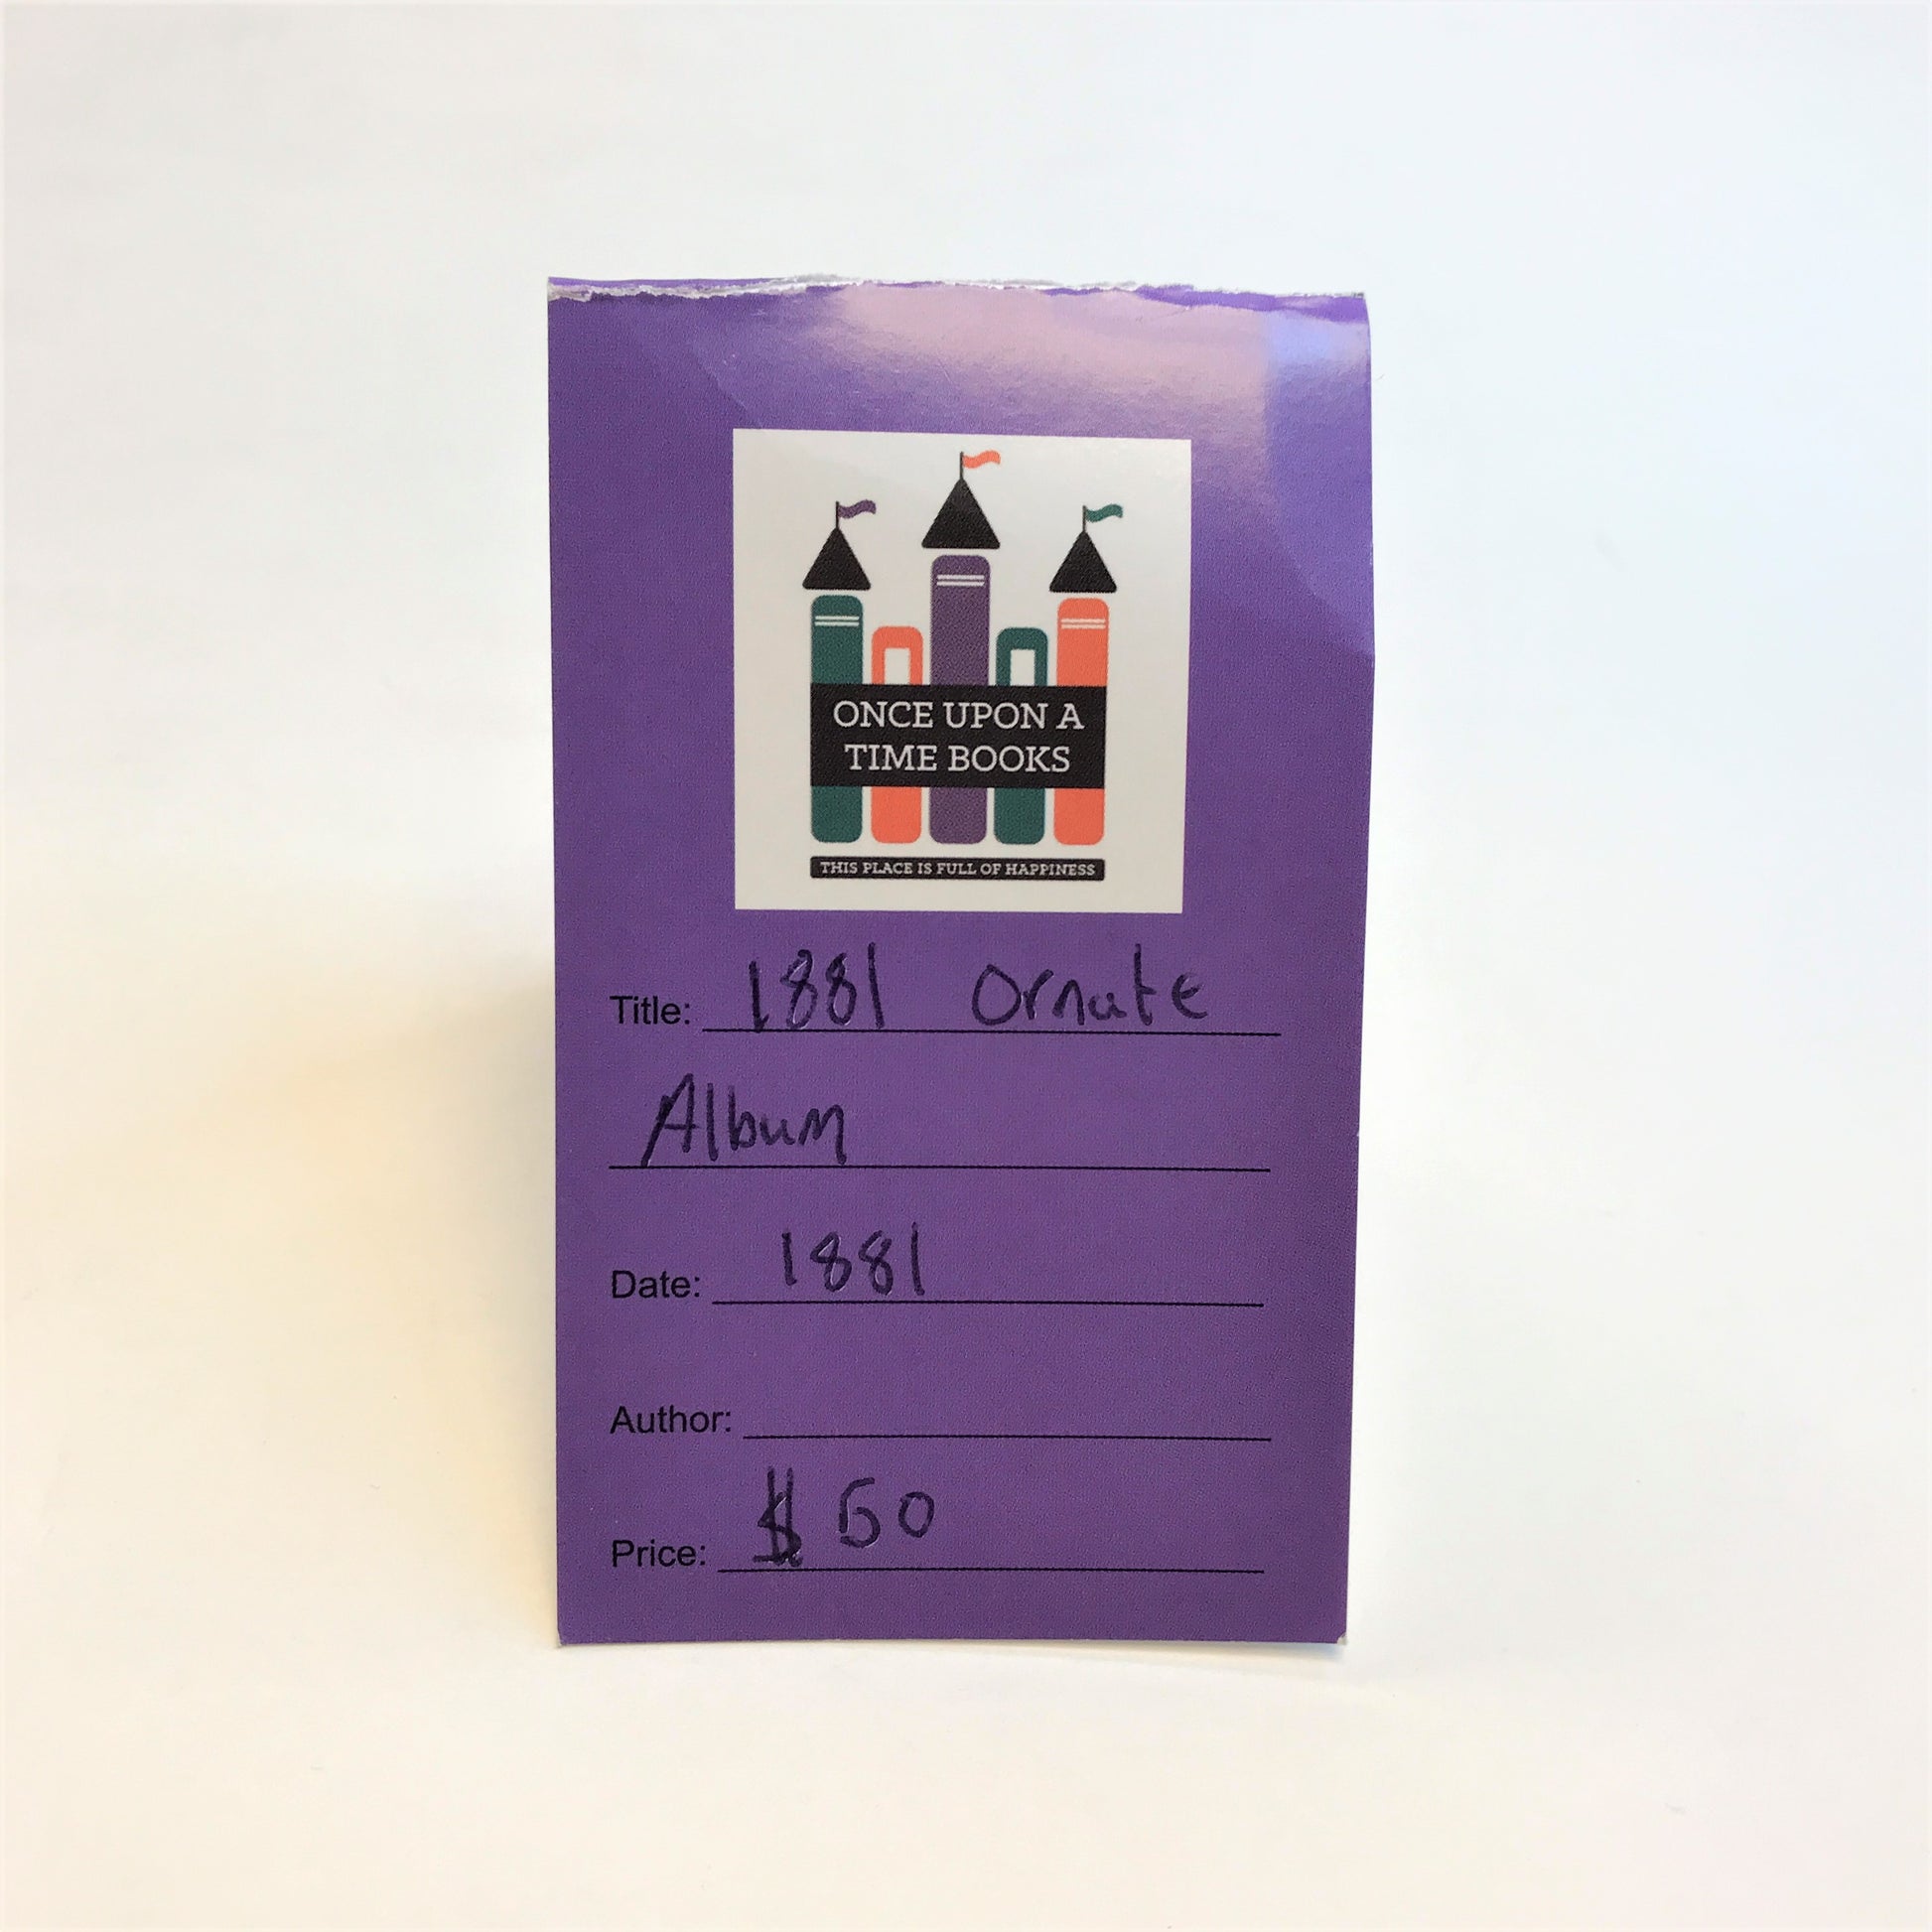 ONCE UPON A
TIME BOOKS
THIS PLACE IS FULL OF HAPPINESS
Title: 1881 Ornate
Album
Date: 1881
Author:
Price: $ 50